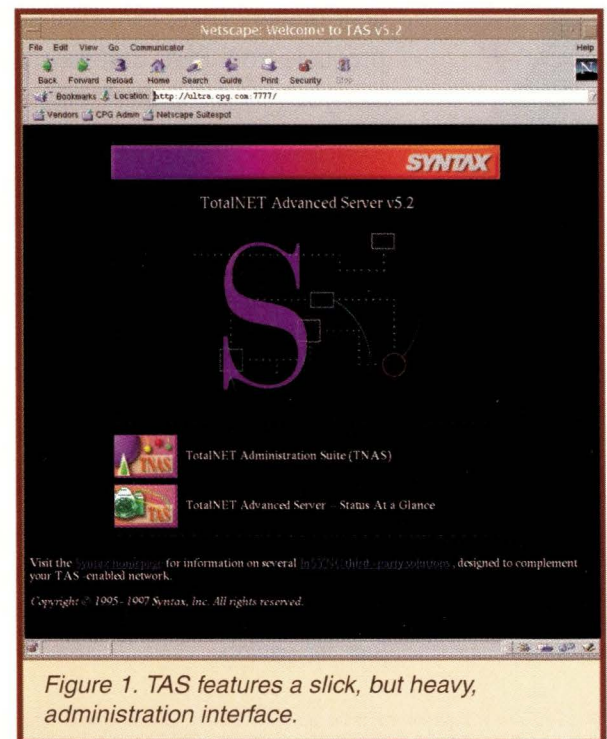 Netscape: Welcome to TAS v5.2
File Edit View Go Communicator Help
Back Forward Reload Home Search Guide Print Security Stop
N
Bookmarks Location: http://ultra.cpg.com:7777/
Vendors CPG Admin Netscape Suitespot
SYNTAX
TotalNET Advanced Server v5.2
S
TNAS
TotalNET Administration Suite (TNAS)
TAS
TotalNET Advanced Server - Status At a Glance
Visit the Syntax homepage for information on several third-party solutions, designed to complement
your TAS-enabled network.
Copyright © 1995-1997 Syntax, Inc. All rights reserved.
Figure 1. TAS features a slick, but heavy,
administration interface.